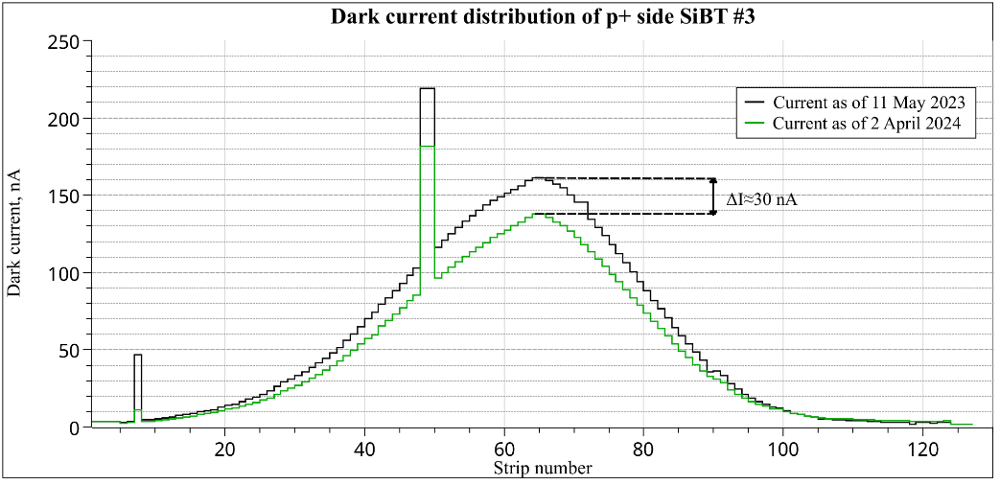 Dark current distribution of p+ side SiBT #3
250
200
150
100
50
0
Dark current, nA
Current as of 11 May 2023
Current as of 2 April 2024
ΔI≈30 nA
20
40
60
80
100
120
Strip number